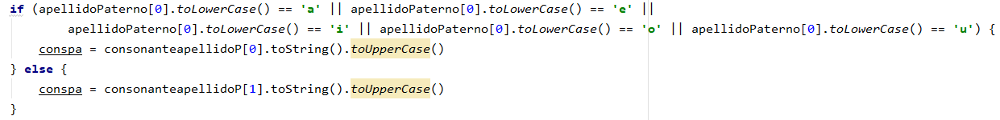 if (apellidoPaterno[0].toLowerCase() == 'a' || apellidoPaterno[0].toLowerCase() == 'e' ||
        apellidoPaterno[0].toLowerCase() == 'i' || apellidoPaterno[0].toLowerCase() == 'o' || apellidoPaterno[0].toLowerCase() == 'u') {
    conspa = consonanteapellidoP[0].toString().toUpperCase()
} else {
    conspa = consonanteapellidoP[1].toString().toUpperCase()
}